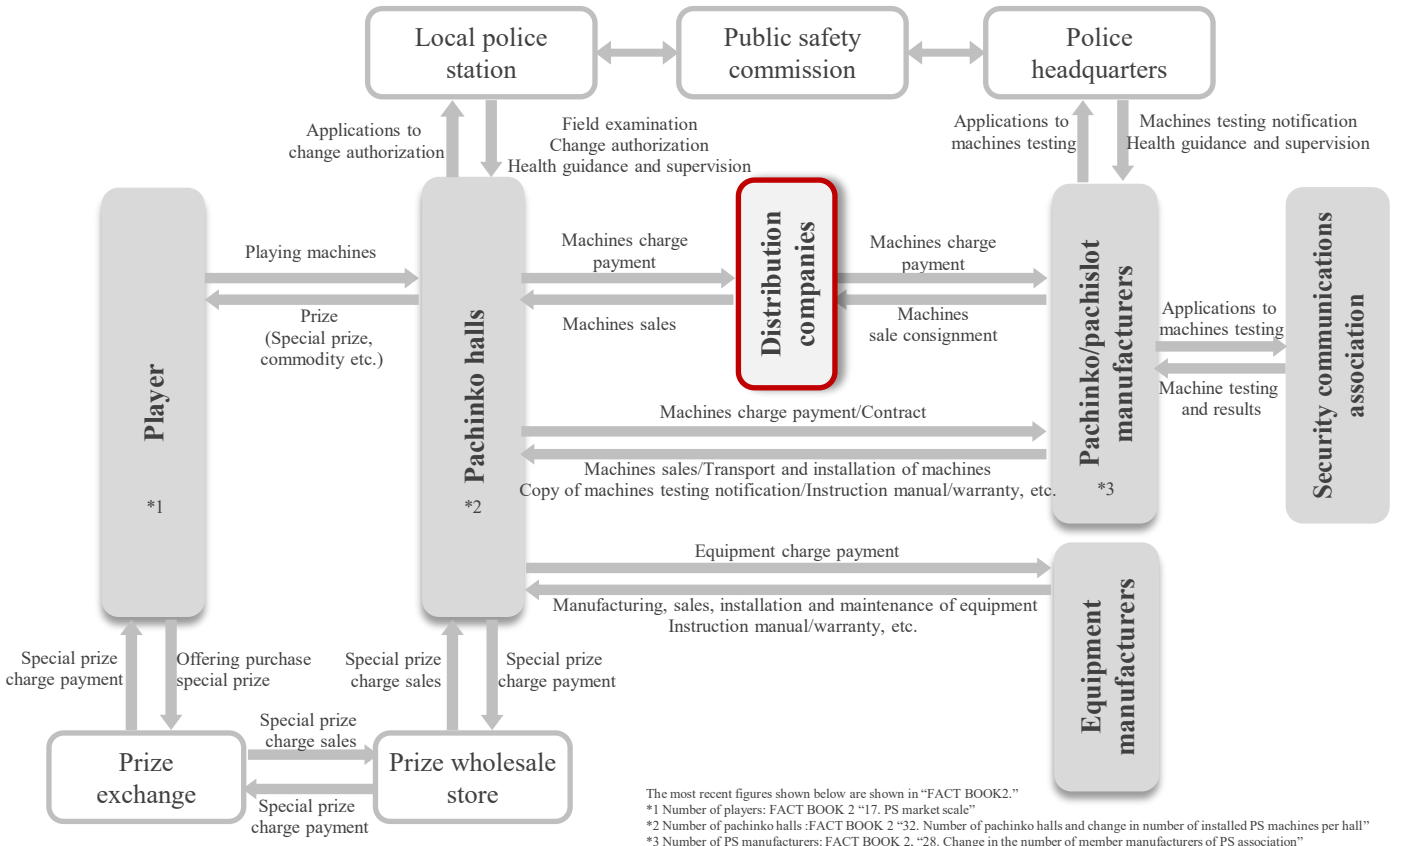 Local police
station
Public safety
commission
Police
headquarters
Applications to
change authorization
Field examination
Change authorization
Health guidance and supervision
Applications to
machines testing
Machines testing notification
Health guidance and supervision
Player
*1
Playing machines
Prize
(Special prize,
commodity etc.)
Pachinko halls
*2
Machines charge
payment
Machines sales
Distribution
companies
Machines charge
payment
Machines
sale consignment
Pachinko/pachislot
manufacturers
*3
Applications to
machines testing
Machine testing
and results
Security communications
association
Machines charge payment/Contract
Machines sales/Transport and installation of machines
Copy of machines testing notification/Instruction manual/warranty, etc.
Equipment charge payment
Manufacturing, sales, installation and maintenance of equipment
Instruction manual/warranty, etc.
Equipment
manufacturers
Special prize
charge payment
Offering purchase
special prize
Special prize
charge sales
Special prize
charge payment
Prize
exchange
Special prize
charge sales
Special prize
charge payment
Prize wholesale
store
The most recent figures shown below are shown in “FACT BOOK2.”
*1 Number of players: FACT BOOK 2 “17. PS market scale”
*2 Number of pachinko halls :FACT BOOK 2 “32. Number of pachinko halls and change in number of installed PS machines per hall”
*3 Number of PS manufacturers: FACT BOOK 2, “28. Change in the number of member manufacturers of PS association”